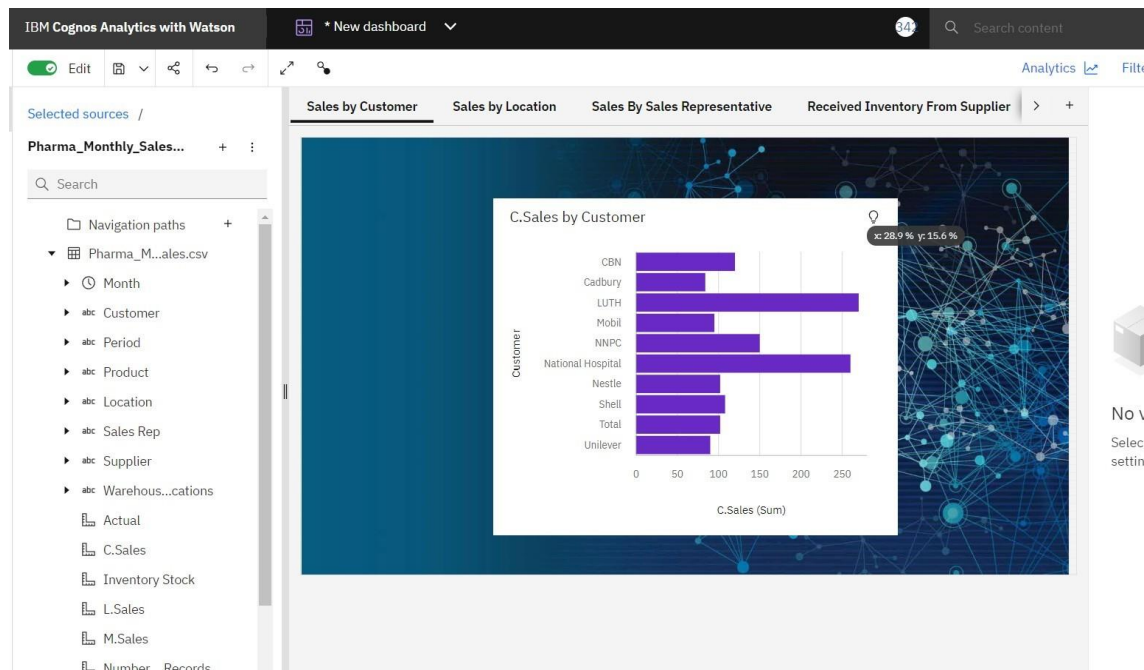 IBM Cognos Analytics with Watson
* New dashboard
342
Search content
Edit
Analytics
Filte
Selected sources /
Pharma_Monthly_Sales...
Search
Navigation paths
Pharma_M...ales.csv
Month
abc Customer
abc Period
abc Product
abc Location
abc Sales Rep
abc Supplier
abc Warehous...cations
Actual
C.Sales
Inventory Stock
L.Sales
M.Sales
Number... Records
Sales by Customer
Sales by Location
Sales By Sales Representative
Received Inventory From Supplier
C.Sales by Customer
x: 28.9 % y: 15.6 %
Customer
CBN
Cadbury
LUTH
Mobil
NNPC
National Hospital
Nestle
Shell
Total
Unilever
0 50 100 150 200 250
C.Sales (Sum)
No v
Selec
settin